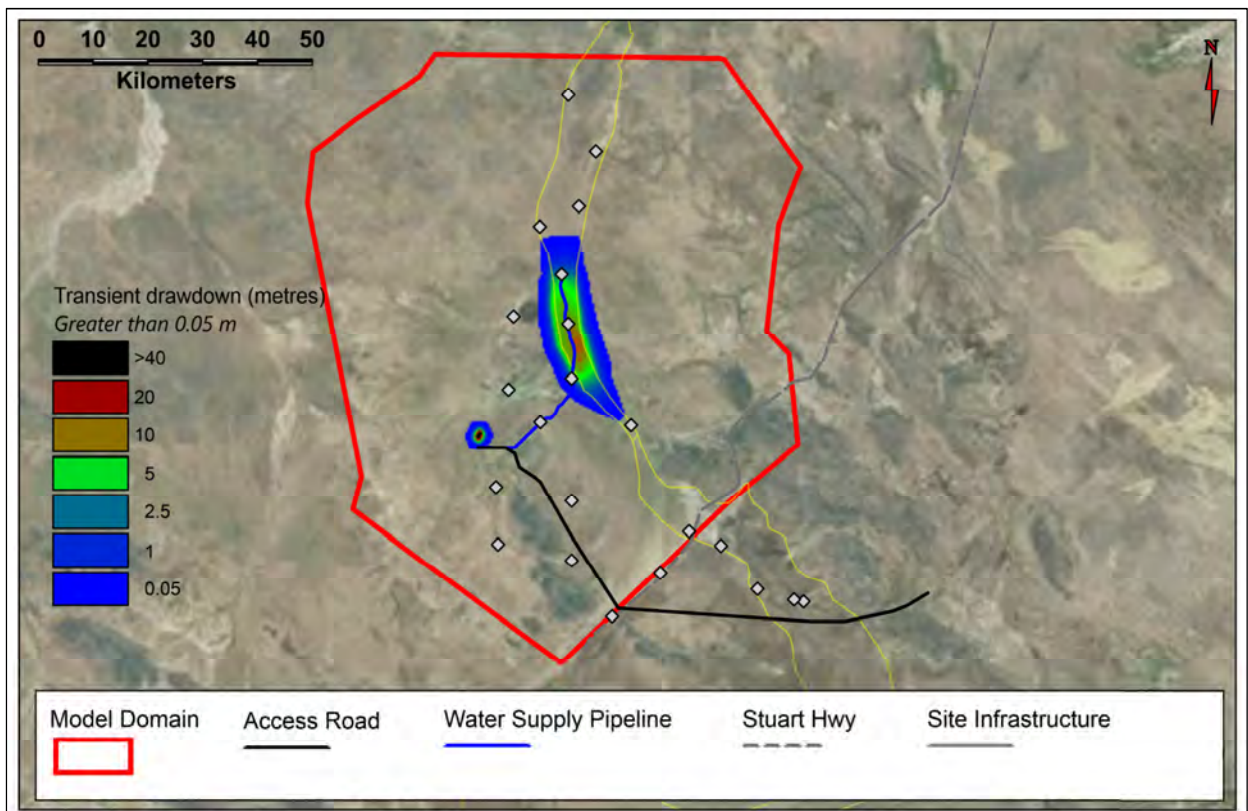 0 10 20 30 40 50
Kilometers
N
Transient drawdown (metres)
Greater than 0.05 m
>40
20
10
5
2.5
1
0.05
Model Domain Access Road Water Supply Pipeline Stuart Hwy Site Infrastructure